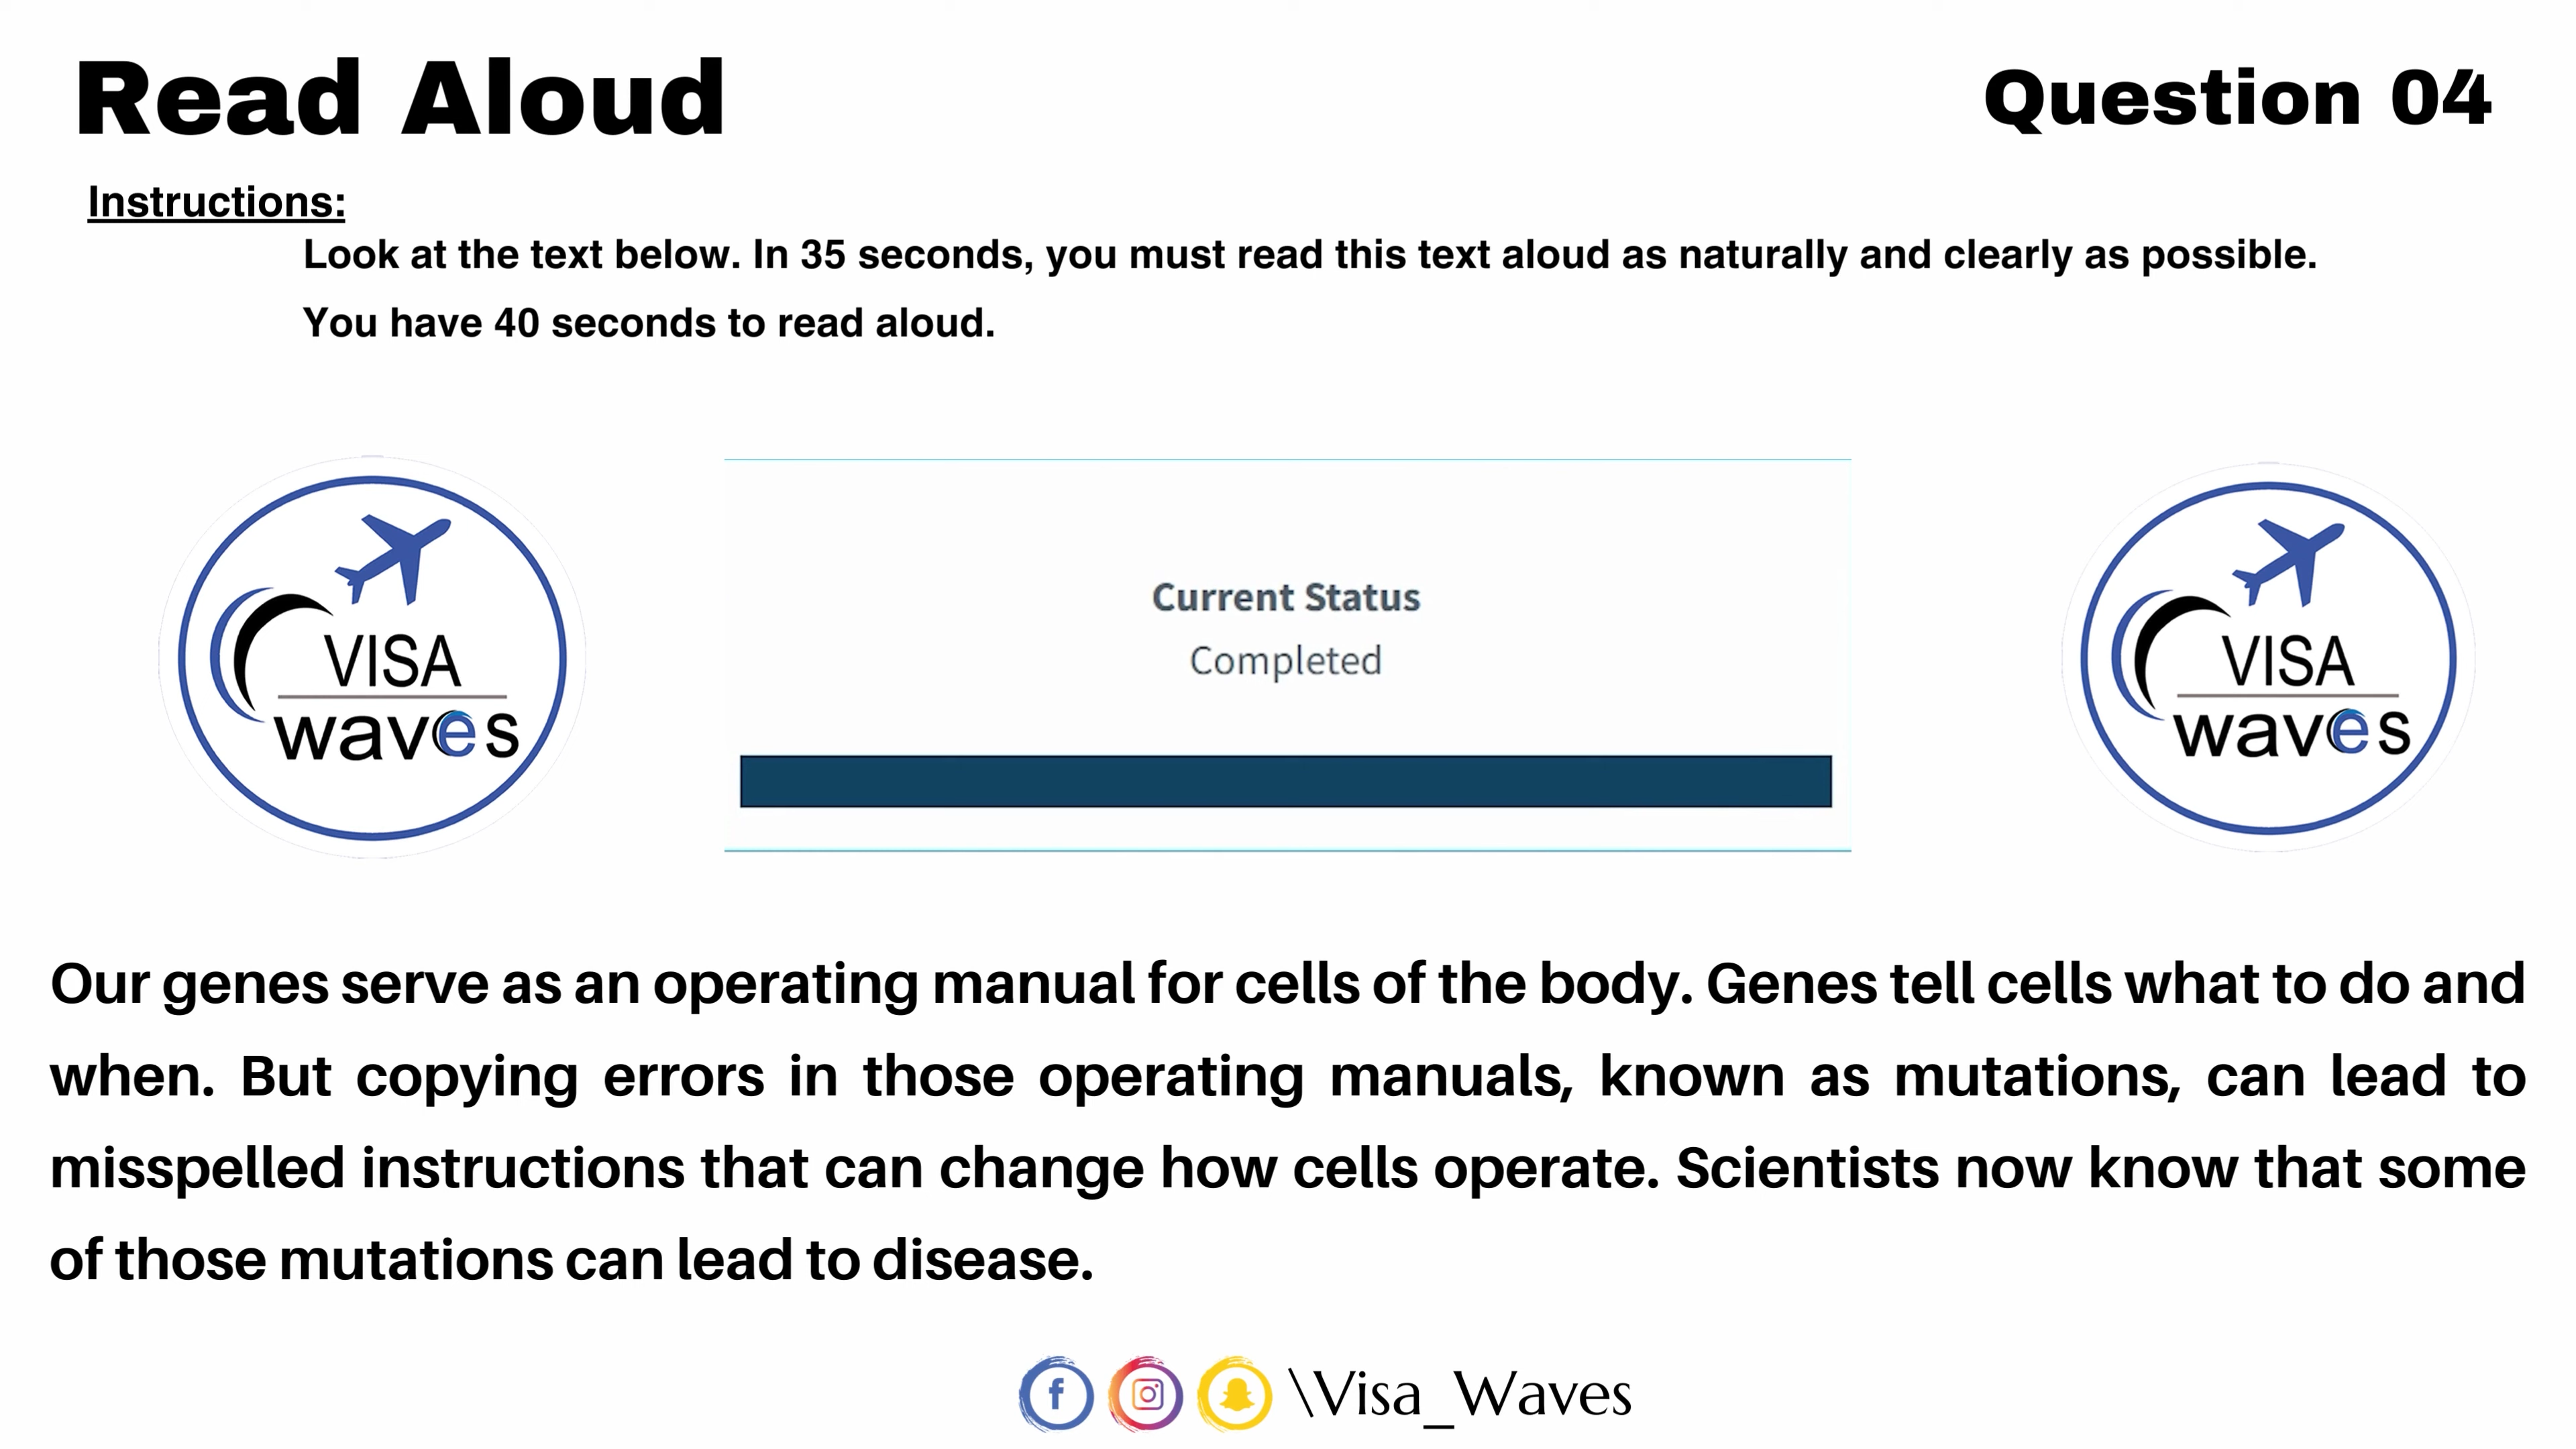 Read Aloud
Question 04
Instructions:
Look at the text below. In 35 seconds, you must read this text aloud as naturally and clearly as possible.
You have 40 seconds to read aloud.
VISA
waves
Current Status
Completed
VISA
waves
Our genes serve as an operating manual for cells of the body. Genes tell cells what to do and
when. But copying errors in those operating manuals, known as mutations, can lead to
misspelled instructions that can change how cells operate. Scientists now know that some
of those mutations can lead to disease.
\Visa_Waves